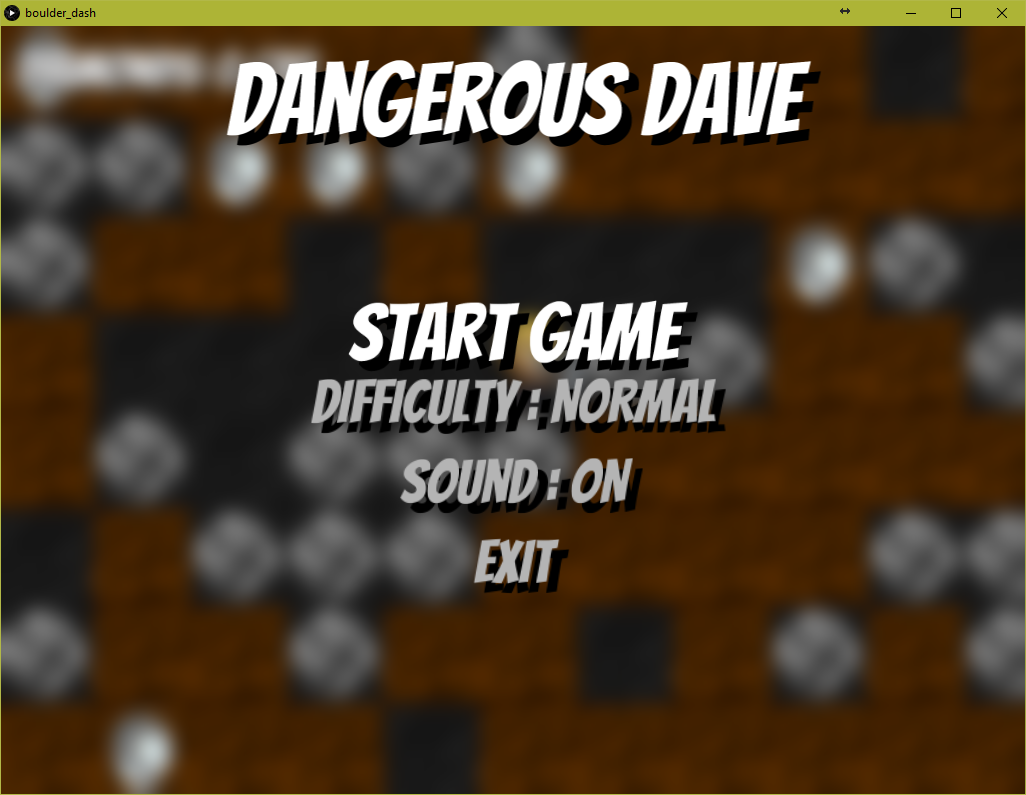 boulder_dash
DANGEROUS DAVE
START GAME
DIFFICULTY : NORMAL
SOUND : ON
EXIT